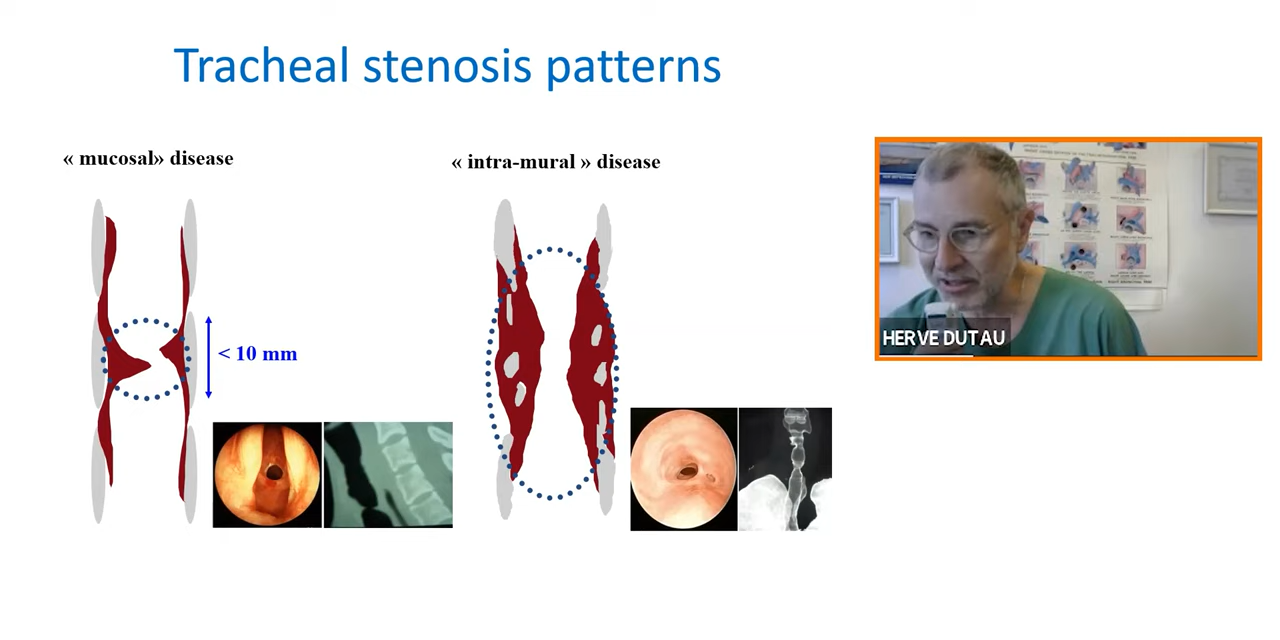 Tracheal stenosis patterns
« mucosal» disease
« intra-mural » disease
< 10 mm
HERVE DUTAU